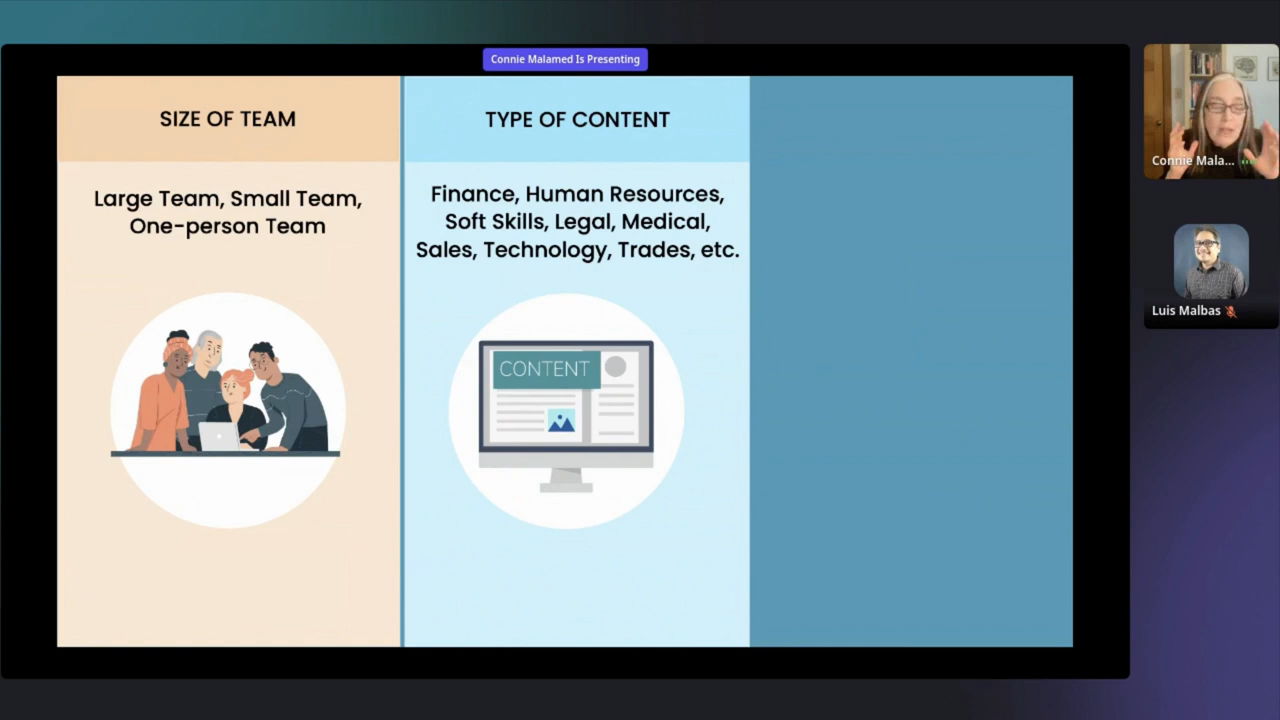 Connie Malamed Is Presenting
SIZE OF TEAM
Large Team, Small Team,
One-person Team
TYPE OF CONTENT
Finance, Human Resources,
Soft Skills, Legal, Medical,
Sales, Technology, Trades, etc.
CONTENT
Connie Mala...
Luis Malbas